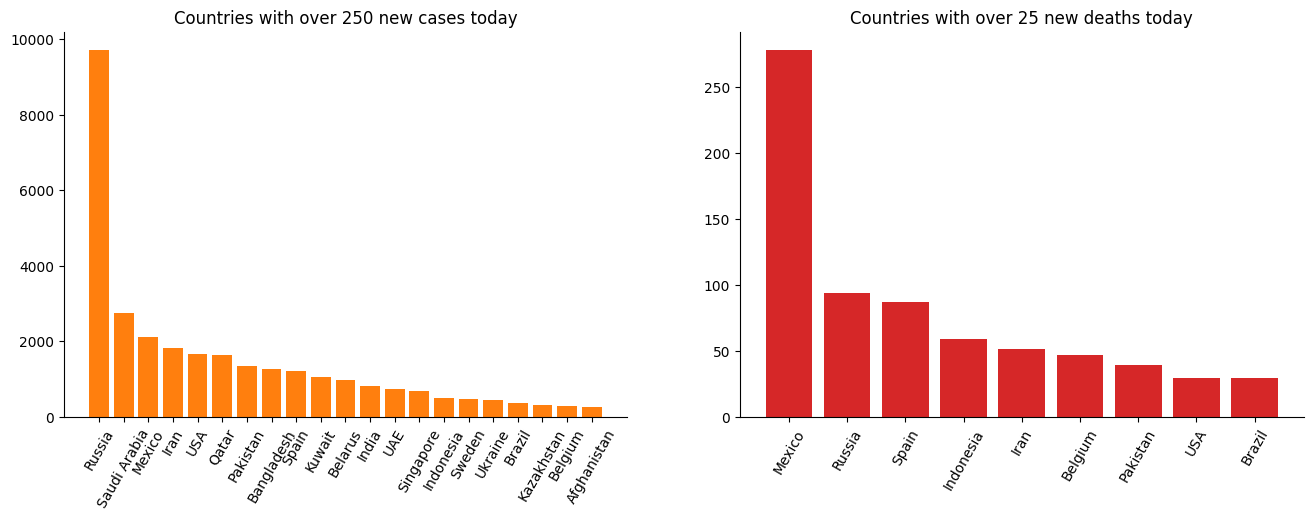 Countries with over 250 new cases today
10000
8000
6000
4000
2000
0
Russia
Saudi Arabia
Mexico
Iran
USA
Qatar
Pakistan
Bangladesh
Spain
Kuwait
Belarus
India
UAE
Singapore
Indonesia
Sweden
Ukraine
Brazil
Kazakhstan
Belgium
Afghanistan
Countries with over 25 new deaths today
250
200
150
100
50
0
Mexico
Russia
Spain
Indonesia
Iran
Belgium
Pakistan
USA
Brazil